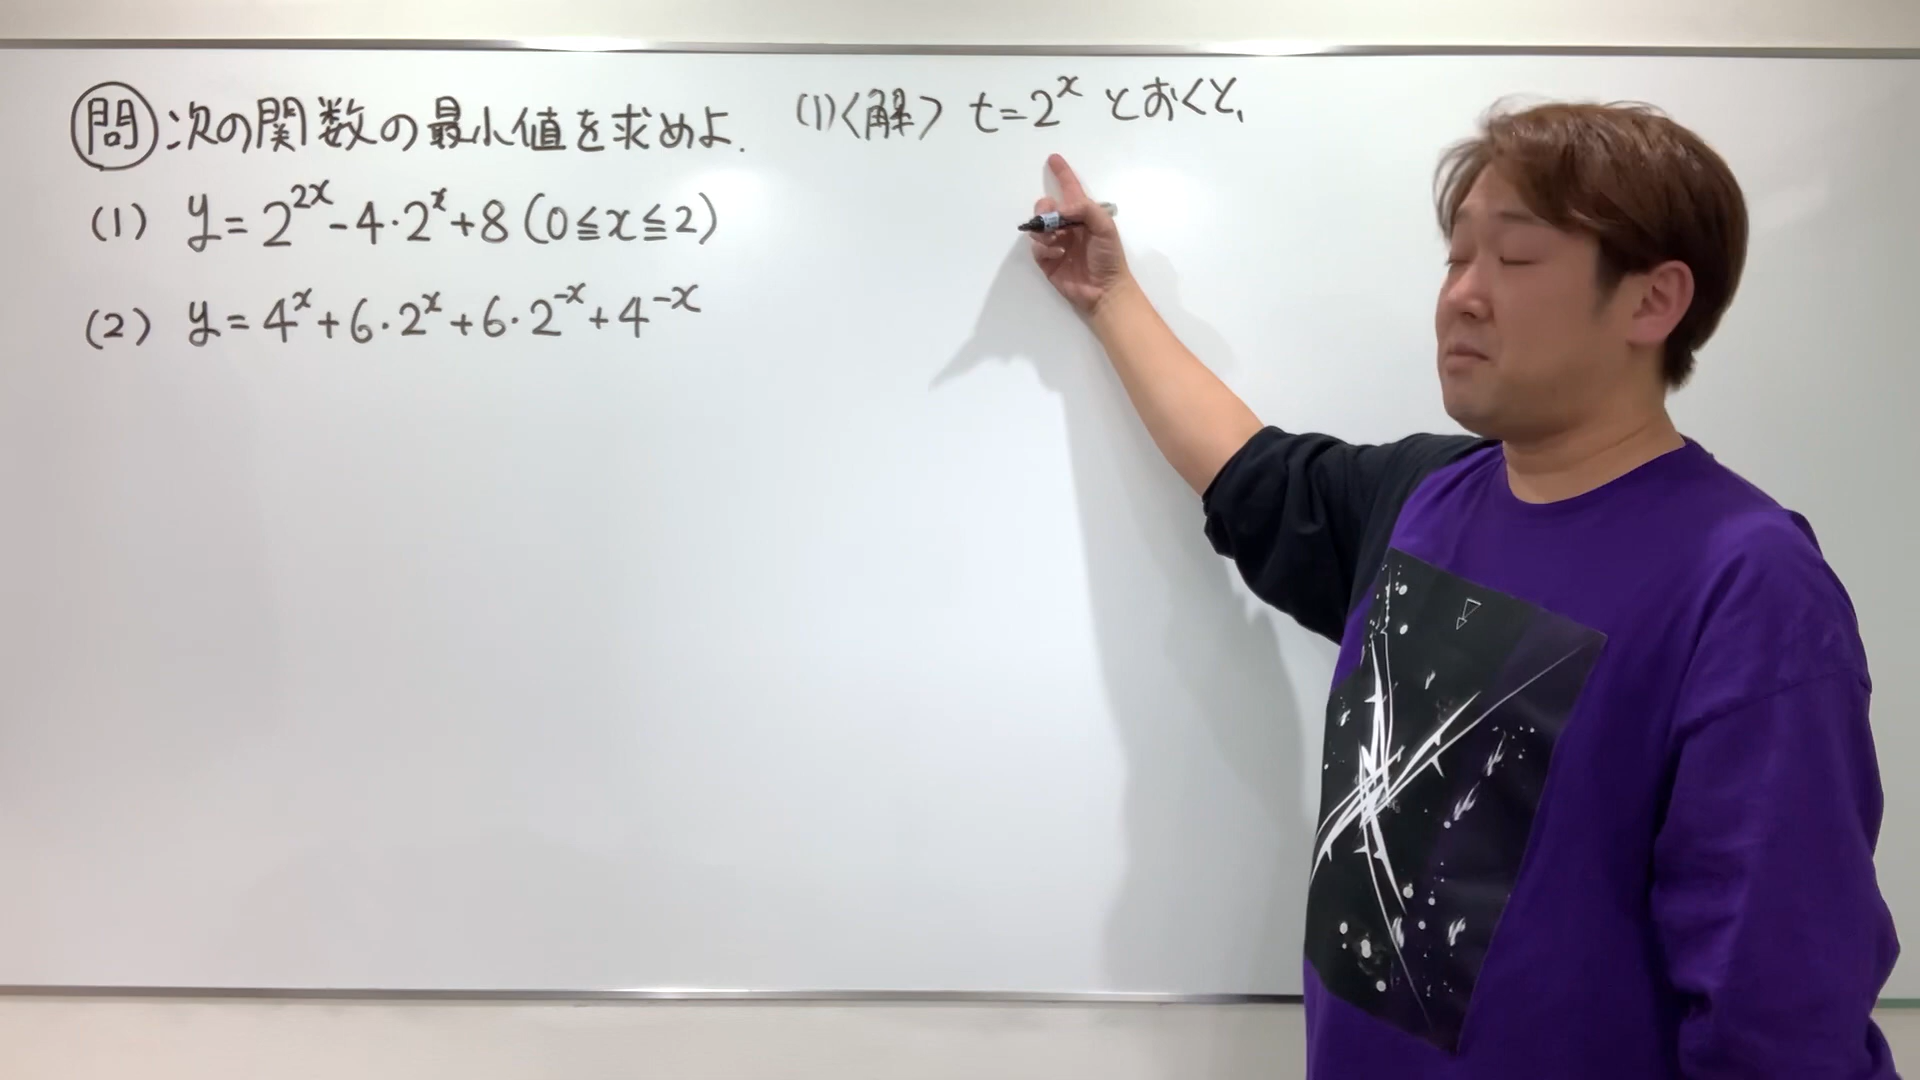 問 次の関数の最小値を求めよ.
(1) y = 2^{2x} - 4・2^x + 8 (0 ≦ x ≦ 2)
(2) y = 4^x + 6・2^x + 6・2^{-x} + 4^{-x}
(1)〈解〉 t = 2^x とおくと、